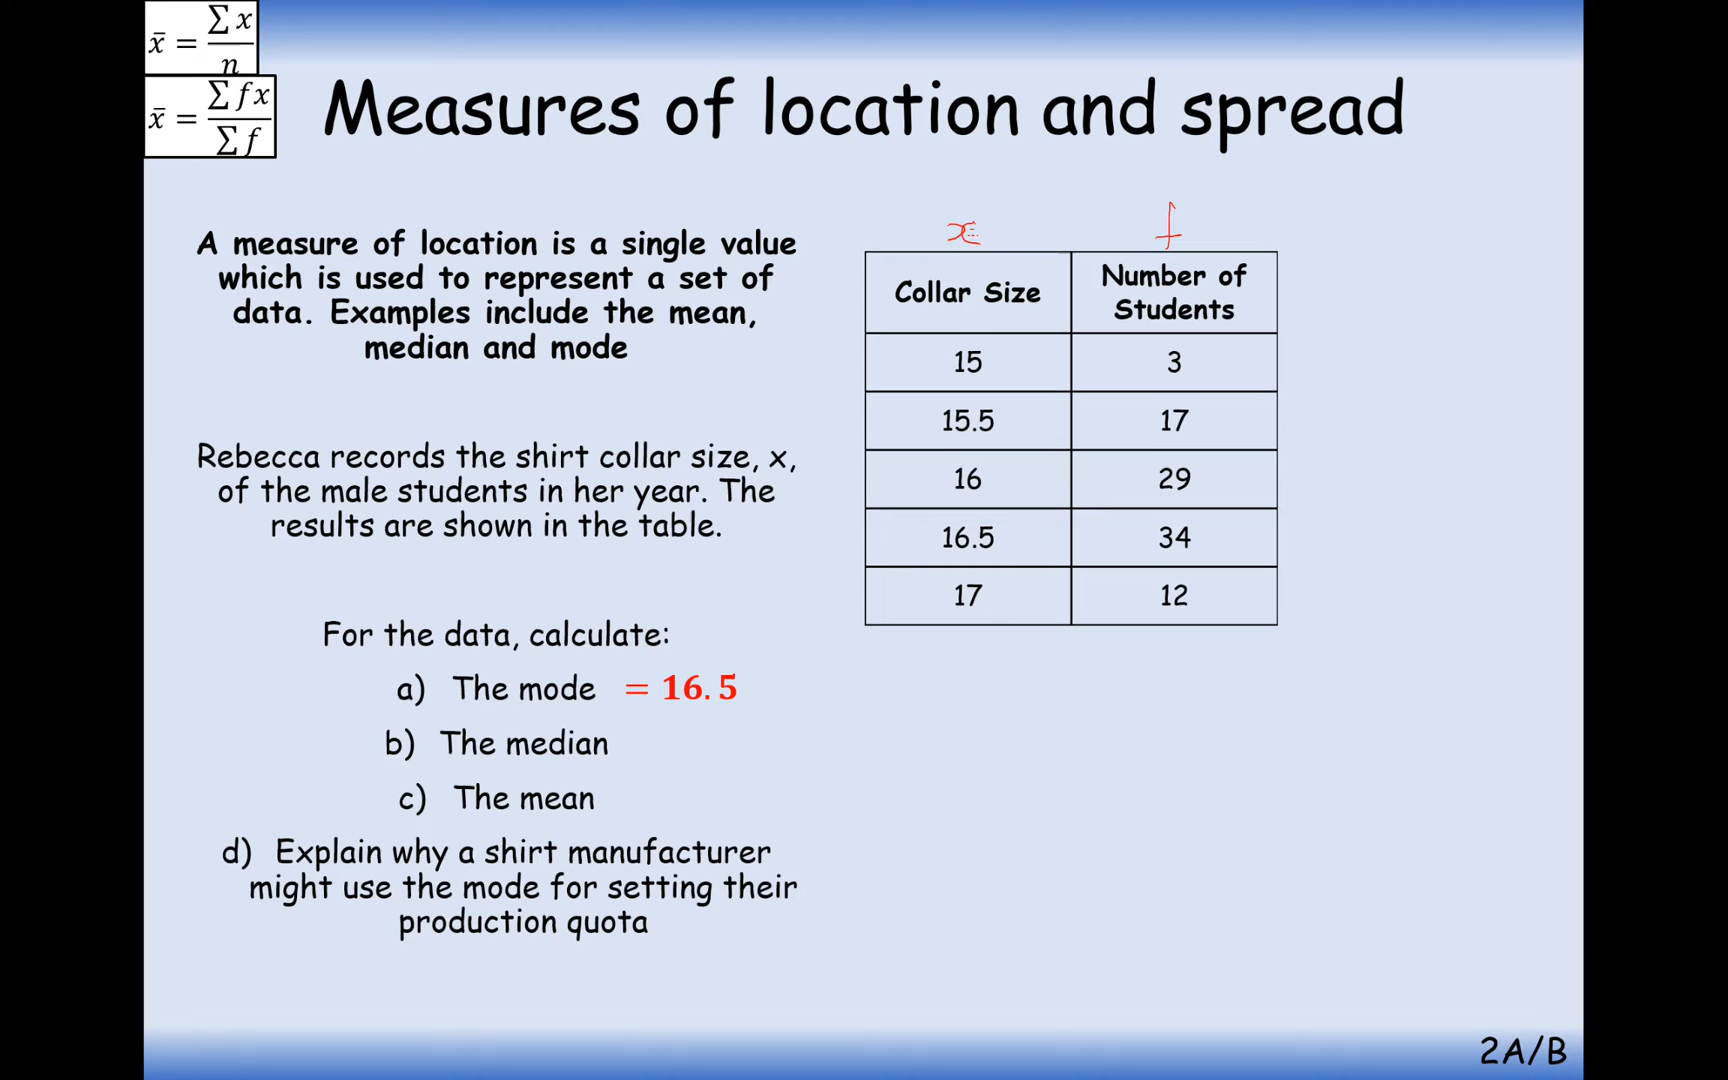 x̄ = ∑x / n
x̄ = ∑fx / ∑f
Measures of location and spread
A measure of location is a single value
which is used to represent a set of
data. Examples include the mean,
median and mode
Rebecca records the shirt collar size, x,
of the male students in her year. The
results are shown in the table.
For the data, calculate:
a) The mode = 16.5
b) The median
c) The mean
d) Explain why a shirt manufacturer
might use the mode for setting their
production quota
x f
Collar Size Number of Students
15 3
15.5 17
16 29
16.5 34
17 12
2A/B